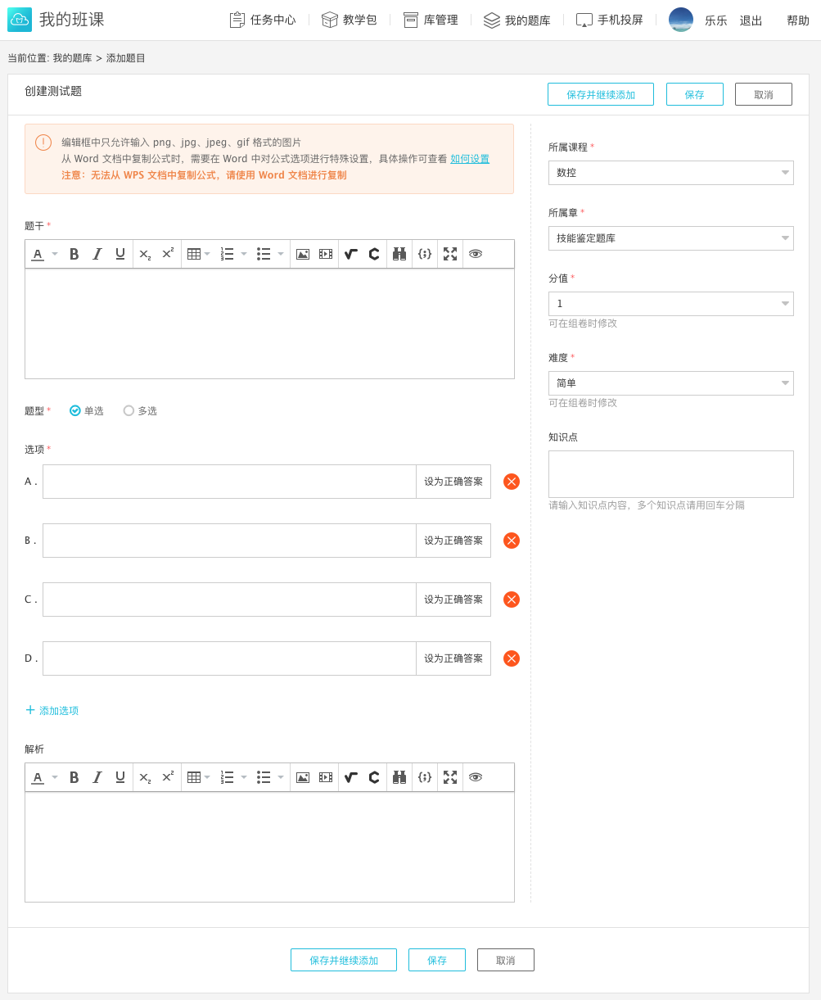 我的班课
任务中心 教学包 库管理 我的题库 手机投屏 乐乐 退出 帮助
当前位置: 我的题库 > 添加题目
创建测试题
保存并继续添加 保存 取消
编辑框中只允许输入 png、jpg、jpeg、gif 格式的图片
从 Word 文档中复制公式时，需要在 Word 中对公式选项进行特殊设置，具体操作可查看 如何设置
注意：无法从 WPS 文档中复制公式，请使用 Word 文档进行复制
题干 *
题型 * 单选 多选
选项 *
A . 设为正确答案
B . 设为正确答案
C . 设为正确答案
D . 设为正确答案
+ 添加选项
解析
所属课程 *
数控
所属章 *
技能鉴定题库
分值 *
1
可在组卷时修改
难度 *
简单
可在组卷时修改
知识点
请输入知识点内容，多个知识点请用回车分隔
保存并继续添加 保存 取消